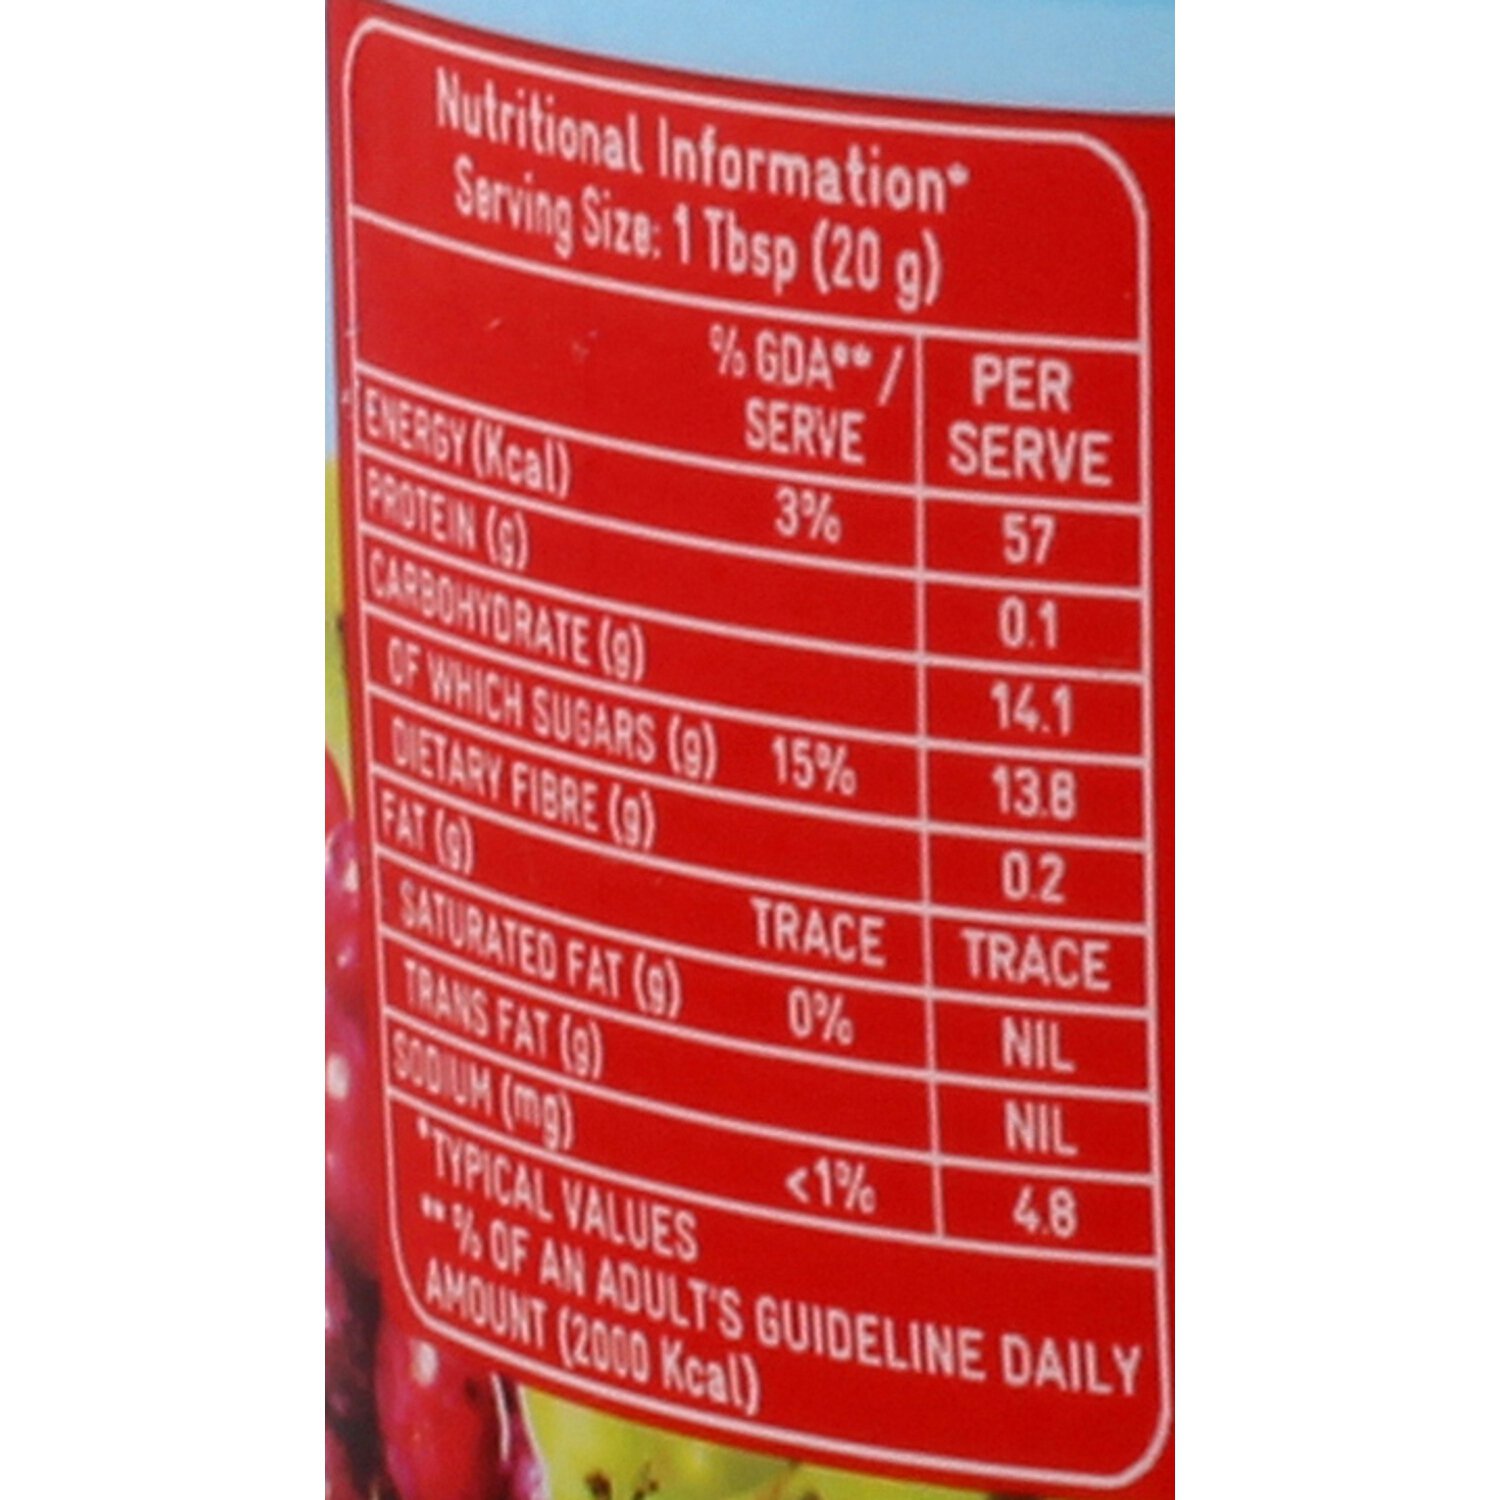 Nutritional Information*
Serving Size: 1 Tbsp (20 g)
% GDA**/ SERVE PER SERVE
ENERGY (Kcal) 3% 57
PROTEIN (g) 0.1
CARBOHYDRATE (g) 14.1
OF WHICH SUGARS (g) 15% 13.8
DIETARY FIBRE (g) 0.2
FAT (g) TRACE TRACE
SATURATED FAT (g) 0% NIL
TRANS FAT (g) NIL
SODIUM (mg) <1% 4.8
*TYPICAL VALUES
**% OF AN ADULT'S GUIDELINE DAILY
AMOUNT (2000 Kcal)